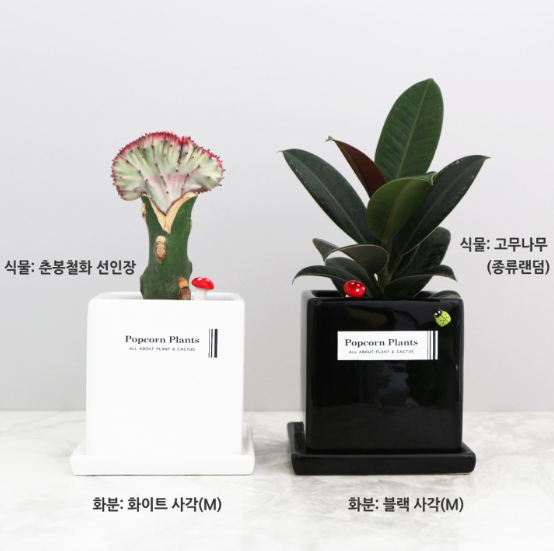 식물: 춘봉철화 선인장
식물: 고무나무
(종류랜덤)
Popcorn Plants
ALL ABOUT PLANT & CACTUS
Popcorn Plants
ALL ABOUT PLANT & CACTUS
화분: 화이트 사각(M)
화분: 블랙 사각(M)